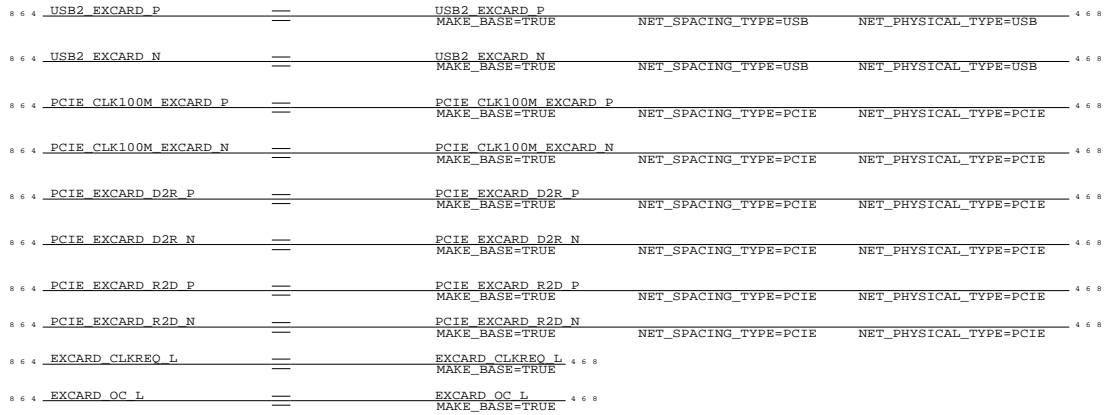 8 6 4 USB2_EXCARD_P USB2_EXCARD_P 4 6 8
MAKE_BASE=TRUE NET_SPACING_TYPE=USB NET_PHYSICAL_TYPE=USB
8 6 4 USB2_EXCARD_N USB2_EXCARD_N 4 6 8
MAKE_BASE=TRUE NET_SPACING_TYPE=USB NET_PHYSICAL_TYPE=USB
8 6 4 PCIE_CLK100M_EXCARD_P PCIE_CLK100M_EXCARD_P 4 6 8
MAKE_BASE=TRUE NET_SPACING_TYPE=PCIE NET_PHYSICAL_TYPE=PCIE
8 6 4 PCIE_CLK100M_EXCARD_N PCIE_CLK100M_EXCARD_N 4 6 8
MAKE_BASE=TRUE NET_SPACING_TYPE=PCIE NET_PHYSICAL_TYPE=PCIE
8 6 4 PCIE_EXCARD_D2R_P PCIE_EXCARD_D2R_P 4 6 8
MAKE_BASE=TRUE NET_SPACING_TYPE=PCIE NET_PHYSICAL_TYPE=PCIE
8 6 4 PCIE_EXCARD_D2R_N PCIE_EXCARD_D2R_N 4 6 8
MAKE_BASE=TRUE NET_SPACING_TYPE=PCIE NET_PHYSICAL_TYPE=PCIE
8 6 4 PCIE_EXCARD_R2D_P PCIE_EXCARD_R2D_P 4 6 8
MAKE_BASE=TRUE NET_SPACING_TYPE=PCIE NET_PHYSICAL_TYPE=PCIE
8 6 4 PCIE_EXCARD_R2D_N PCIE_EXCARD_R2D_N 4 6 8
MAKE_BASE=TRUE NET_SPACING_TYPE=PCIE NET_PHYSICAL_TYPE=PCIE
8 6 4 EXCARD_CLKREQ_L EXCARD_CLKREQ_L 4 6 8
MAKE_BASE=TRUE
8 6 4 EXCARD_OC_L EXCARD_OC_L 4 6 8
MAKE_BASE=TRUE